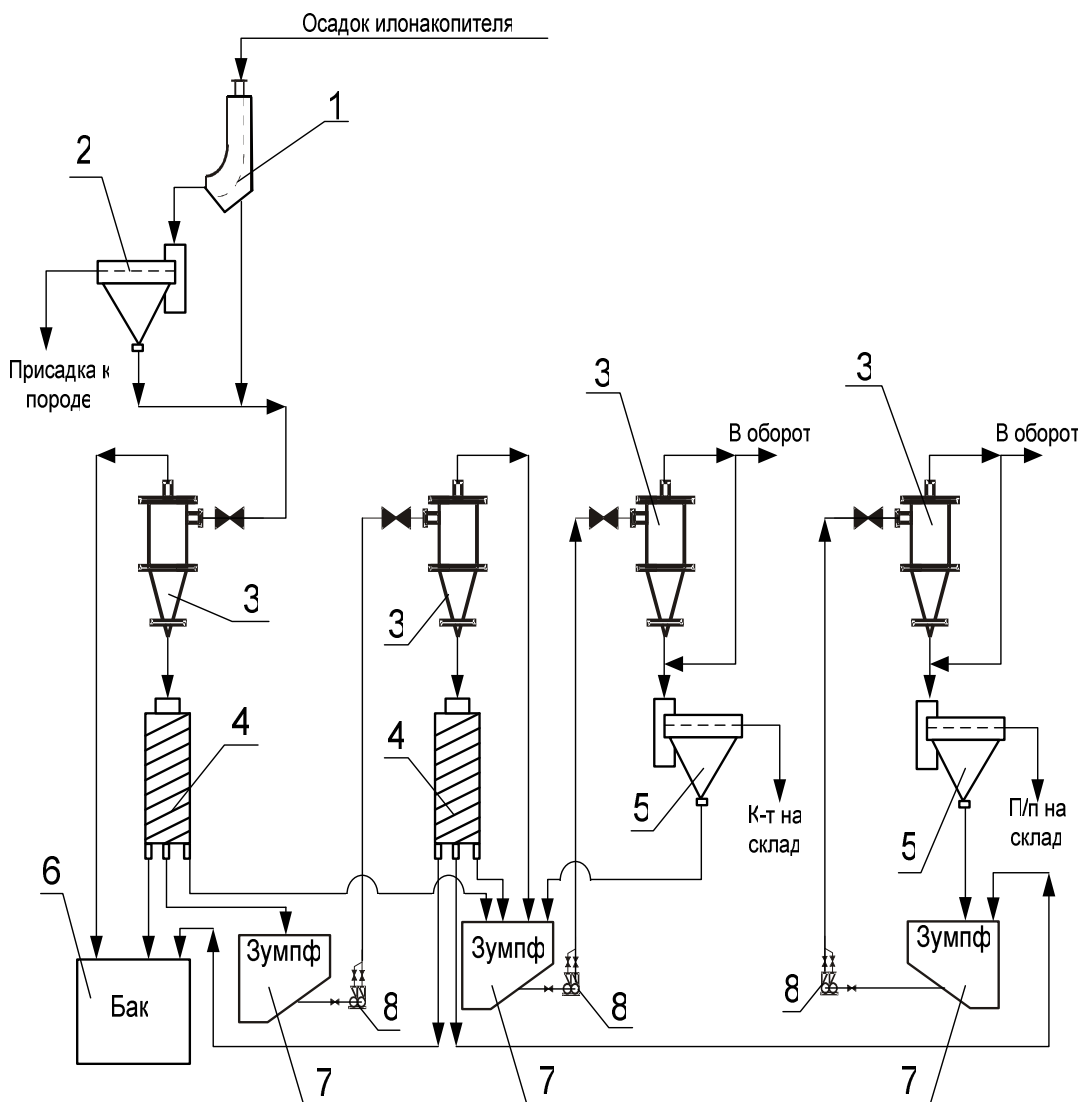 Осадок илонакопителя
1
2
Присадка к
породе
3
3
В оборот
В оборот
3
3
4
4
5
К-т на
склад
5
П/п на
склад
6
Бак
Зумпф
Зумпф
Зумпф
8
8
8
7
7
7